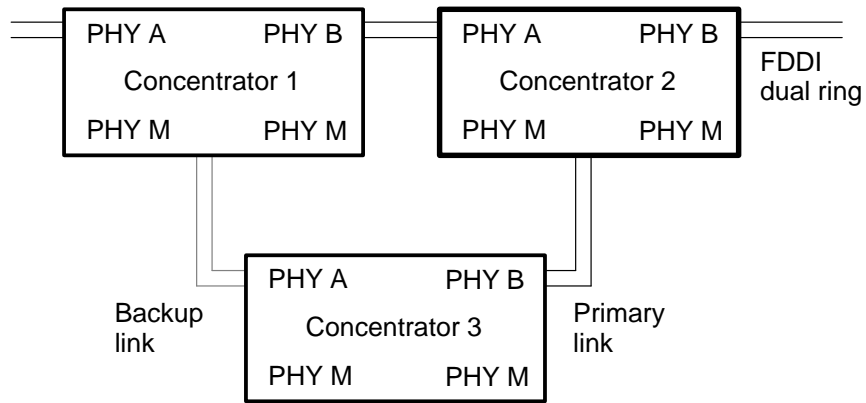 PHY A PHY B
Concentrator 1
PHY M PHY M
PHY A PHY B
Concentrator 2
PHY M PHY M
FDDI
dual ring
PHY A PHY B
Concentrator 3
PHY M PHY M
Backup
link
Primary
link